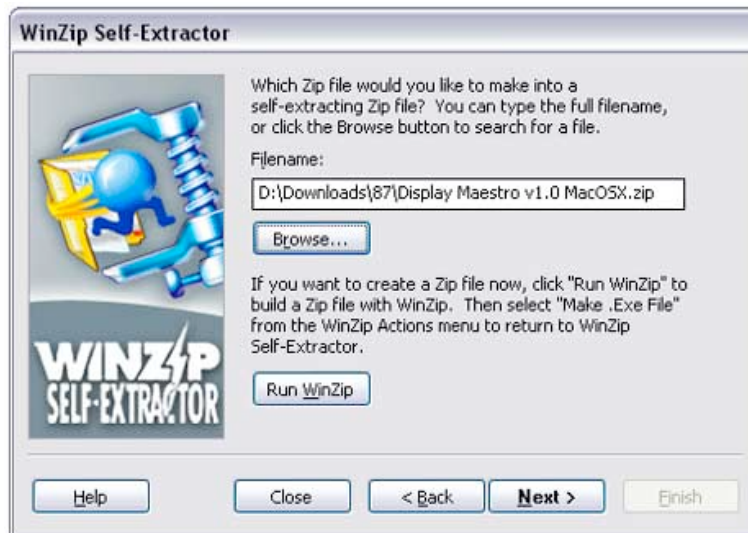 WinZip Self-Extractor
Which Zip file would you like to make into a
self-extracting Zip file? You can type the full filename,
or click the Browse button to search for a file.
Filename:
D:\Downloads\87\Display Maestro v1.0 MacOSX.zip
Browse...
If you want to create a Zip file now, click "Run WinZip" to
build a Zip file with WinZip. Then select "Make .Exe File"
from the WinZip Actions menu to return to WinZip
Self-Extractor.
Run WinZip
WINZIP
SELF-EXTRACTOR
Help
Close
< Back
Next >
Finish